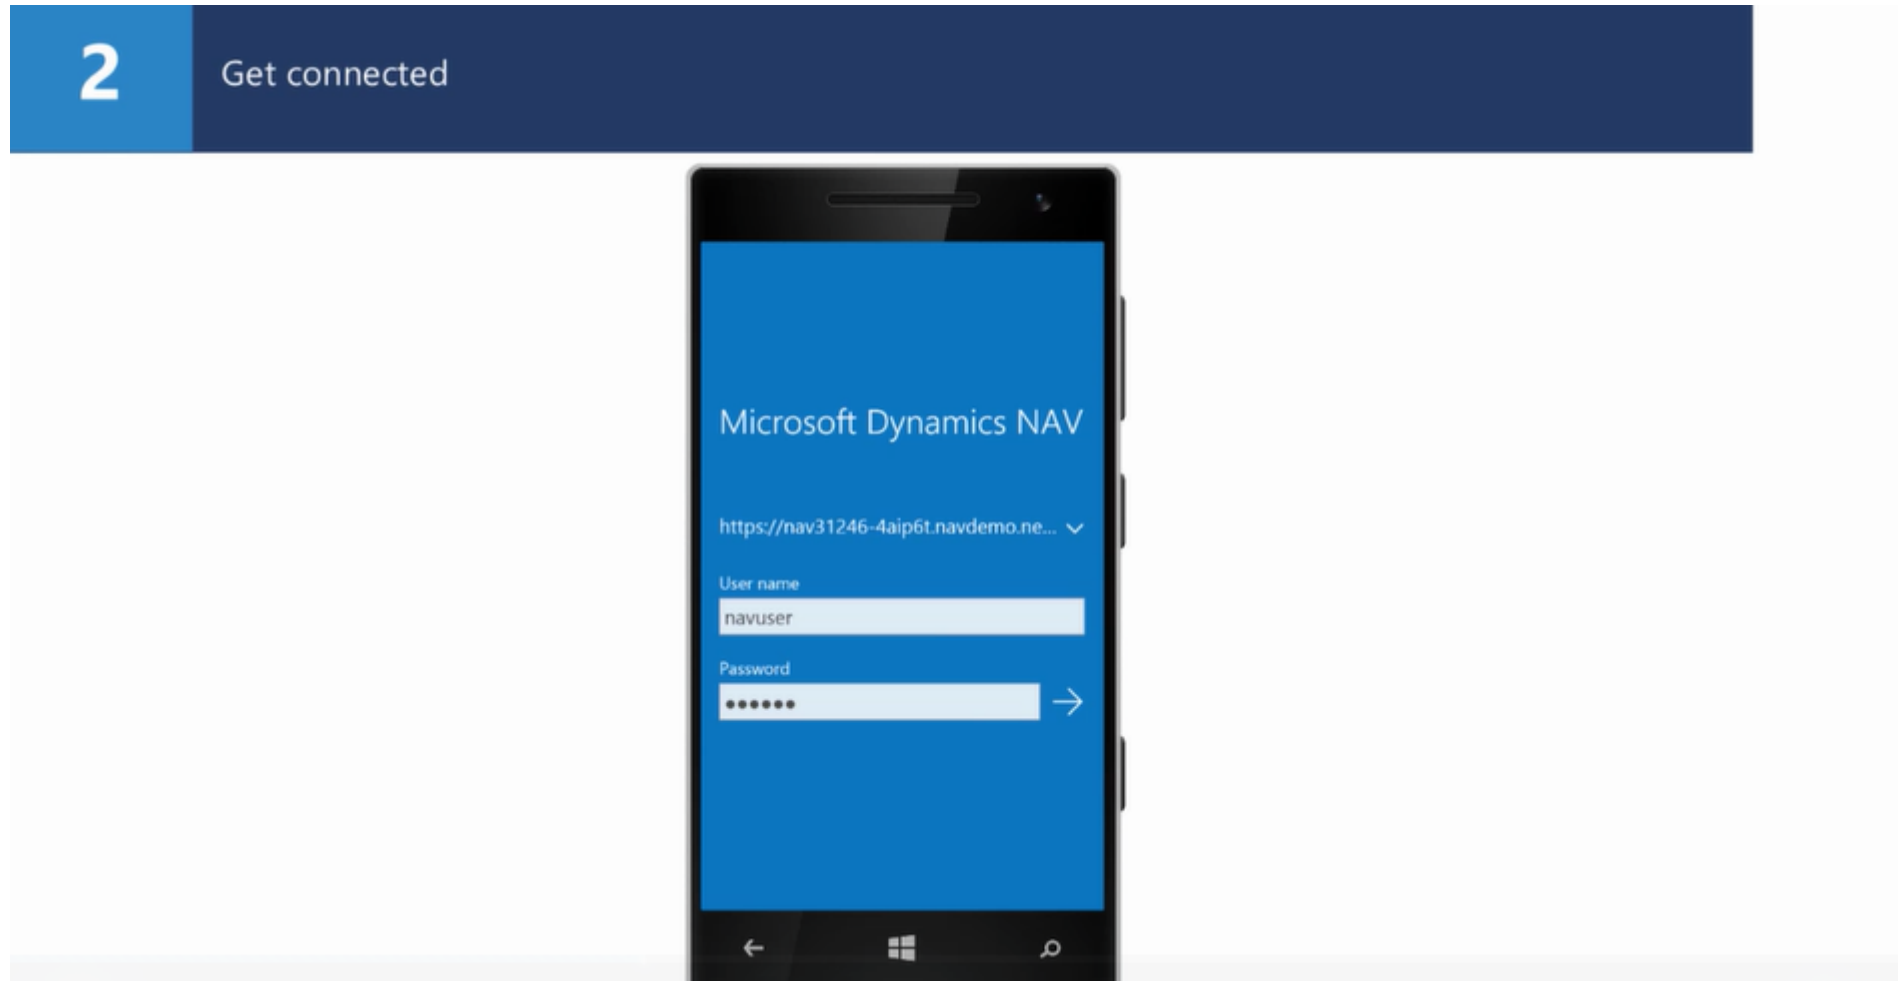 2
Get connected
Microsoft Dynamics NAV
https://nav31246-4aip6t.navdemo.ne...
User name
navuser
Password
••••••